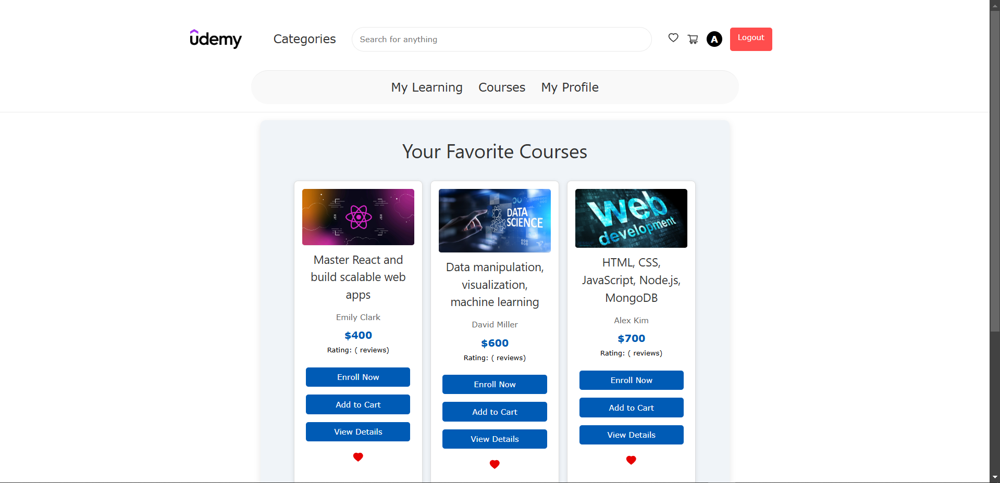 udemy
Categories
Search for anything
A
Logout
My Learning
Courses
My Profile
Your Favorite Courses
JSX
JSX
Master React and
build scalable web
apps
Emily Clark
$400
Rating: ( reviews)
Enroll Now
Add to Cart
View Details
DATA
SCIENCE
Data manipulation,
visualization,
machine learning
David Miller
$600
Rating: ( reviews)
Enroll Now
Add to Cart
View Details
web
development
HTML, CSS,
JavaScript, Node.js,
MongoDB
Alex Kim
$700
Rating: ( reviews)
Enroll Now
Add to Cart
View Details